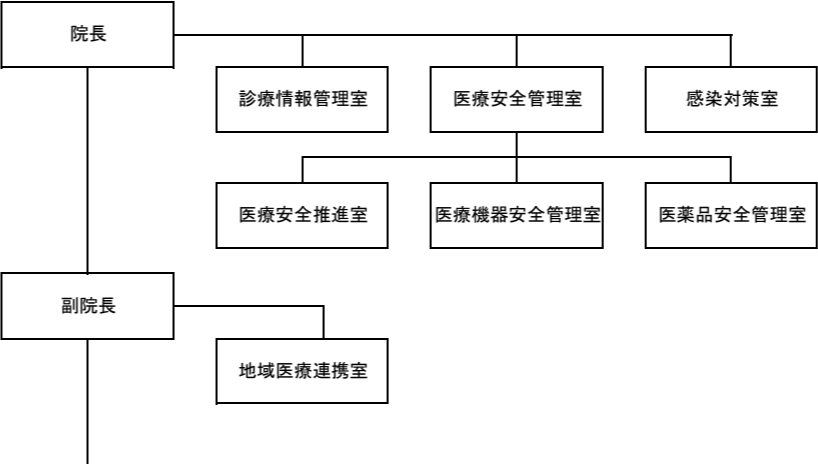 院長
診療情報管理室
医療安全管理室
感染対策室
医療安全推進室
医療機器安全管理室
医薬品安全管理室
副院長
地域医療連携室